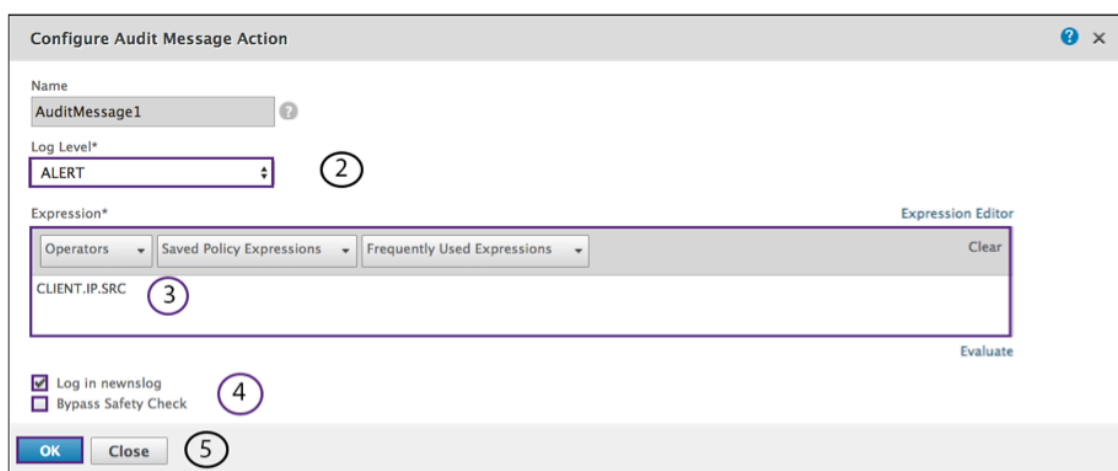 Configure Audit Message Action
Name
AuditMessage1
Log Level*
ALERT
2
Expression*
Expression Editor
Operators Saved Policy Expressions Frequently Used Expressions Clear
CLIENT.IP.SRC
3
Evaluate
Log in newnslog
Bypass Safety Check
4
OK Close
5